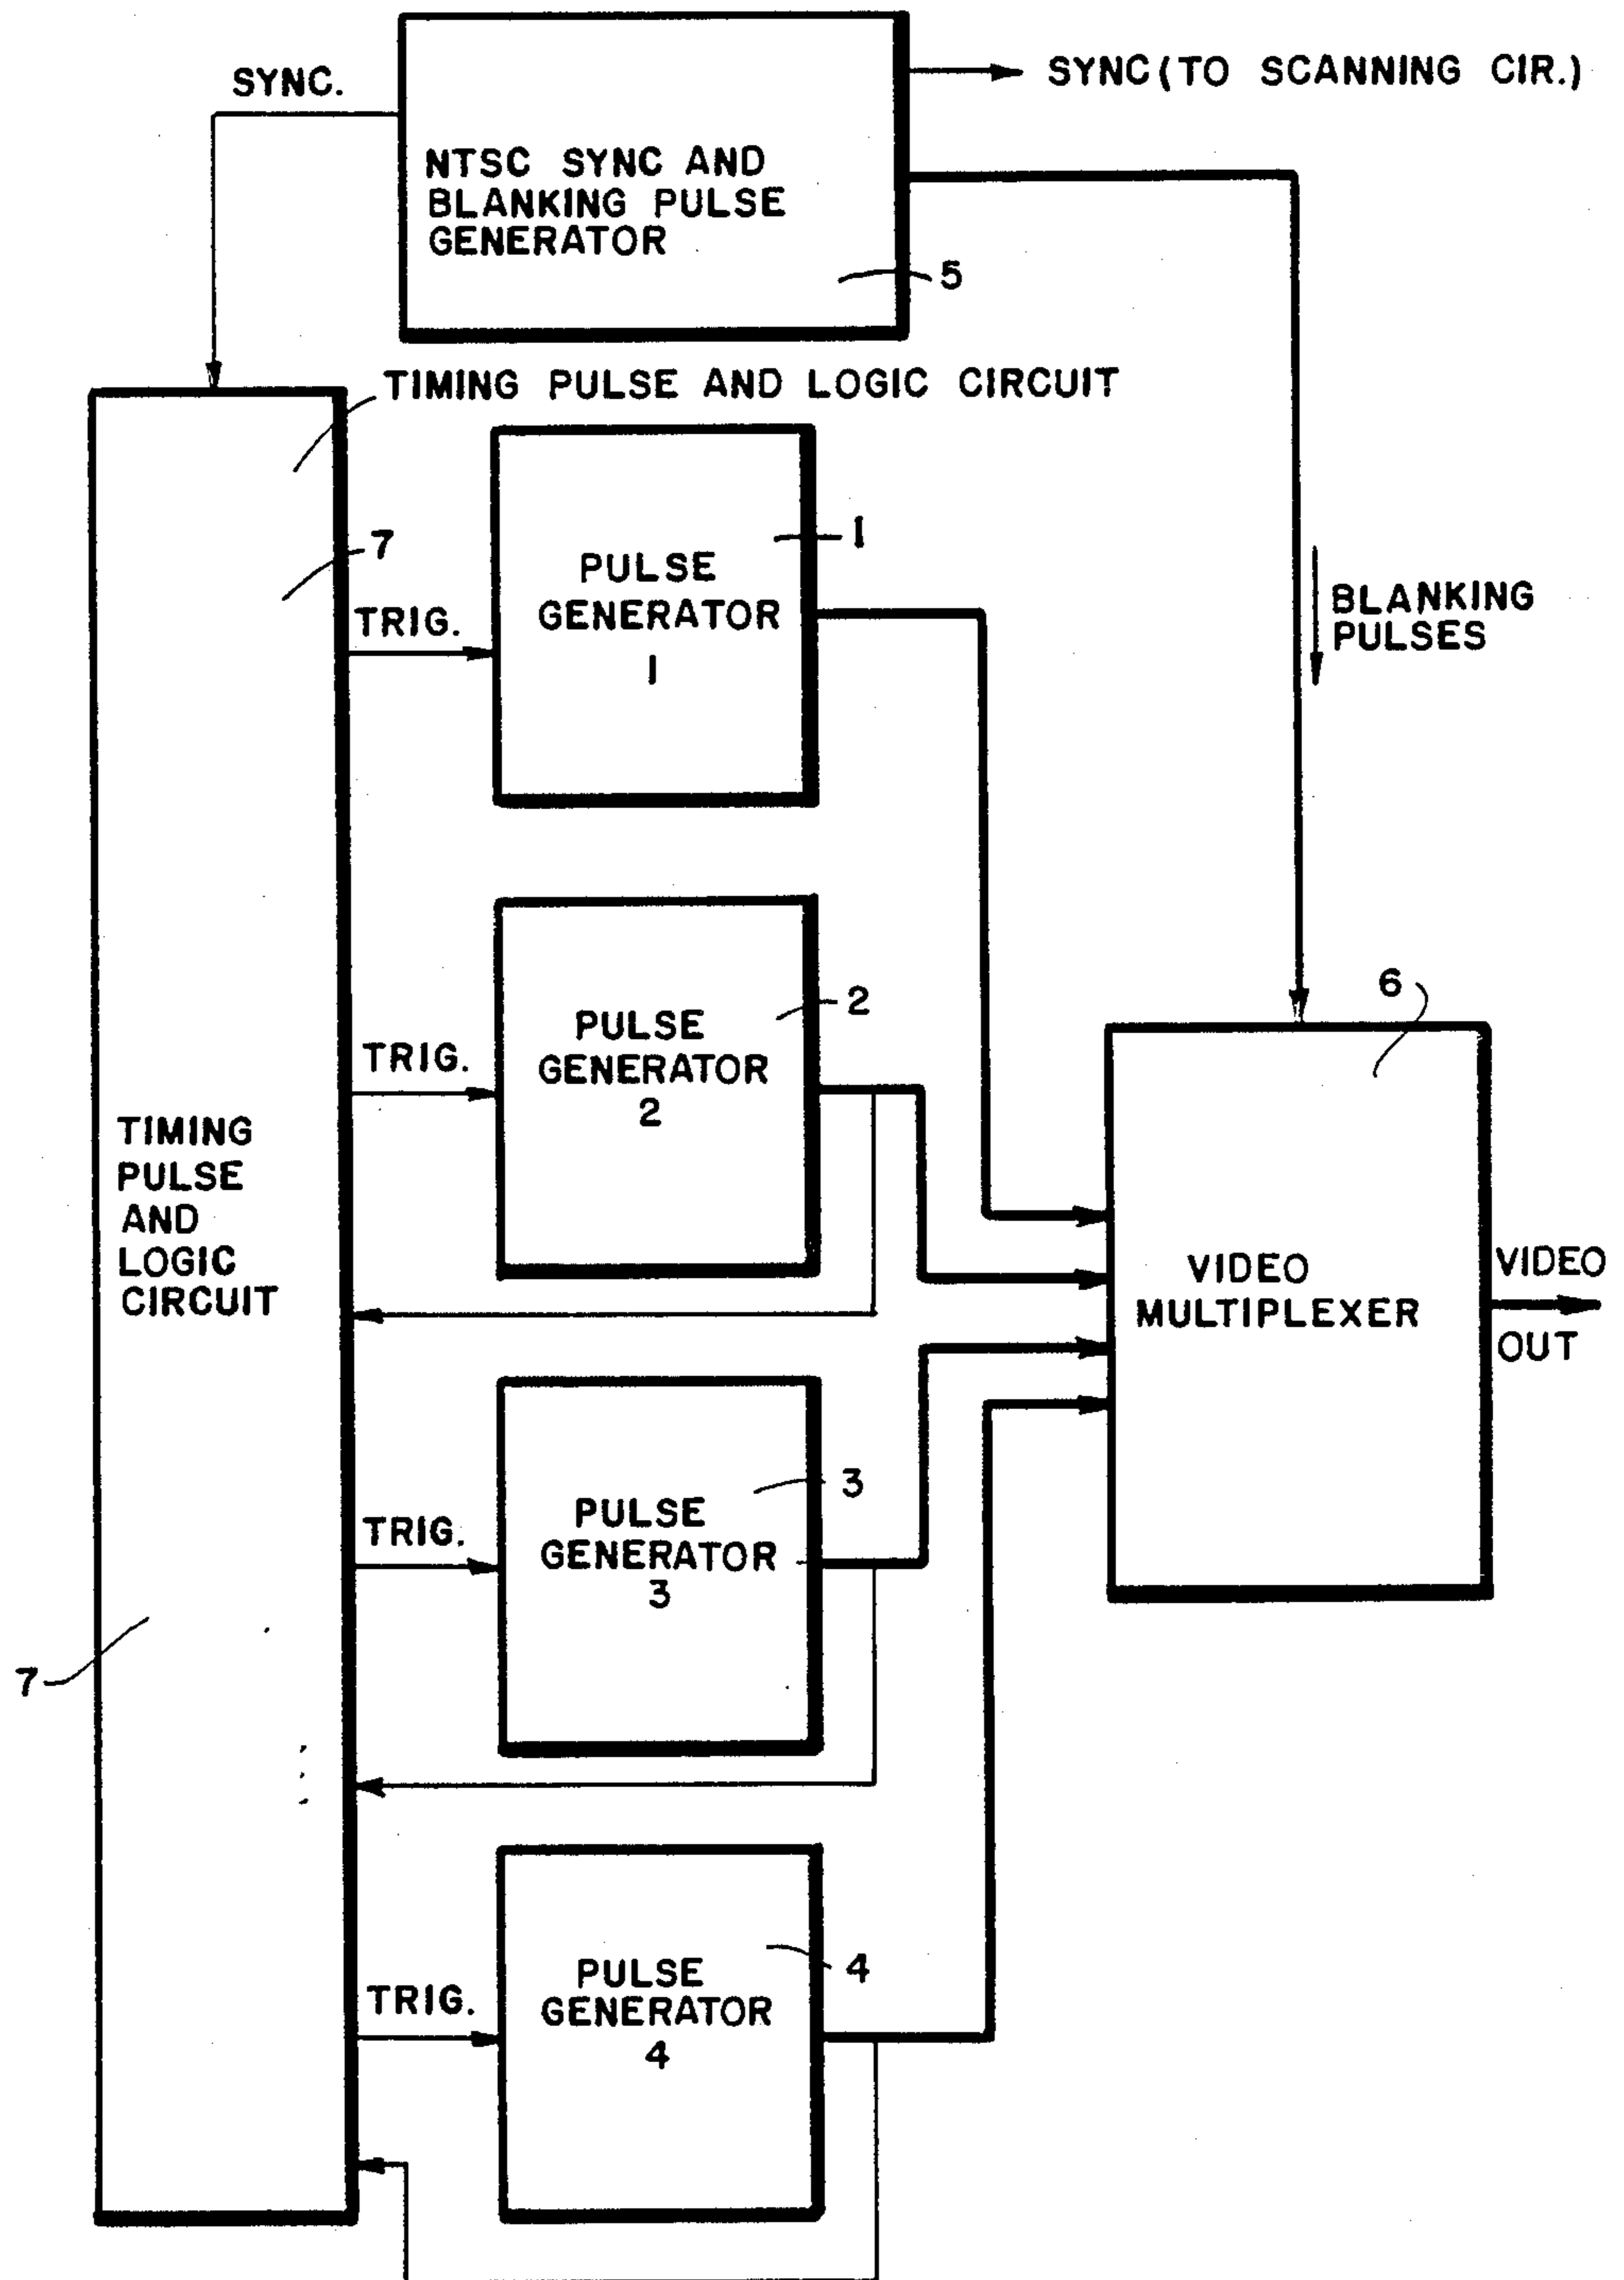 SYNC.
SYNC (TO SCANNING CIR.)
NTSC SYNC AND
BLANKING PULSE
GENERATOR
5
TIMING PULSE AND LOGIC CIRCUIT
7
1
PULSE
GENERATOR
1
TRIG.
BLANKING
PULSES
2
PULSE
GENERATOR
2
TRIG.
6
TIMING
PULSE
AND
LOGIC
CIRCUIT
VIDEO
MULTIPLEXER
VIDEO
OUT
3
PULSE
GENERATOR
3
TRIG.
7
4
PULSE
GENERATOR
4
TRIG.